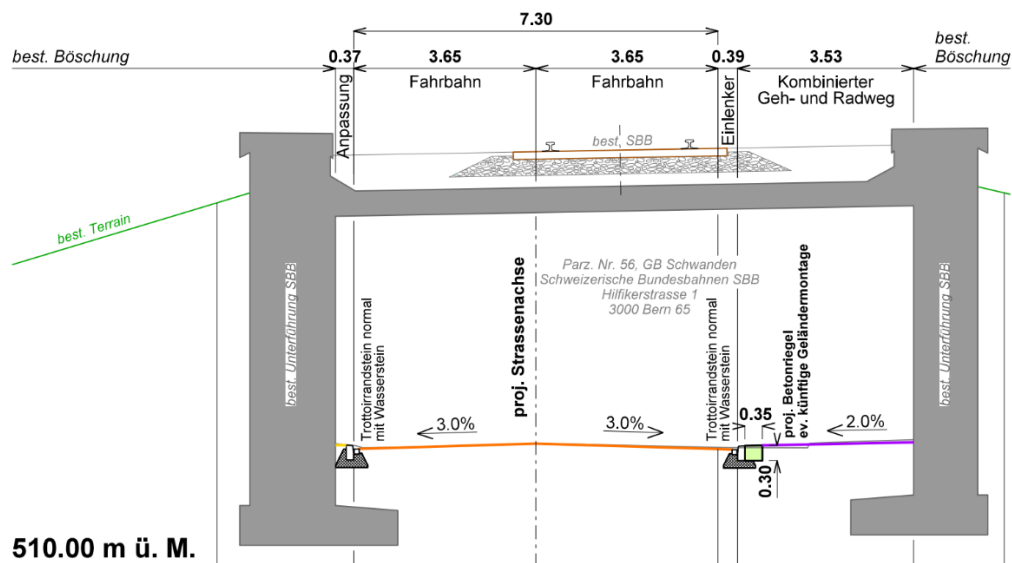 7.30
best. Böschung
0.37
3.65
3.65
0.39
3.53
best.
Böschung
Anpassung
Fahrbahn
Fahrbahn
Einlenker
Kombinierter
Geh- und Radweg
best. SBB
best. Terrain
Parz. Nr. 56, GB Schwanden
Schweizerische Bundesbahnen SBB
Hilfikerstrasse 1
3000 Bern 65
best. Unterführung SBB
Trottoirrandstein normal
mit Wasserstein
proj. Strassenachse
Trottoirrandstein normal
mit Wasserstein
proj. Betonriegel
ev. künftige Geländermontage
best. Unterführung SBB
0.35
3.0%
3.0%
2.0%
0.30
510.00 m ü. M.